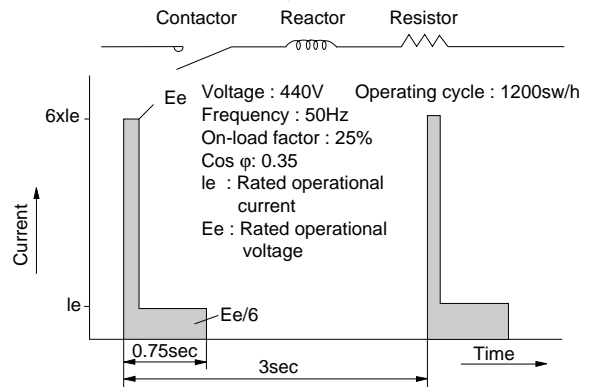 Contactor Reactor Resistor
Ee
Voltage : 440V Operating cycle : 1200sw/h
Frequency : 50Hz
On-load factor : 25%
Cos φ: 0.35
Ie : Rated operational
current
Ee : Rated operational
voltage
6xIe
Current
Ie
Ee/6
0.75sec
3sec
Time